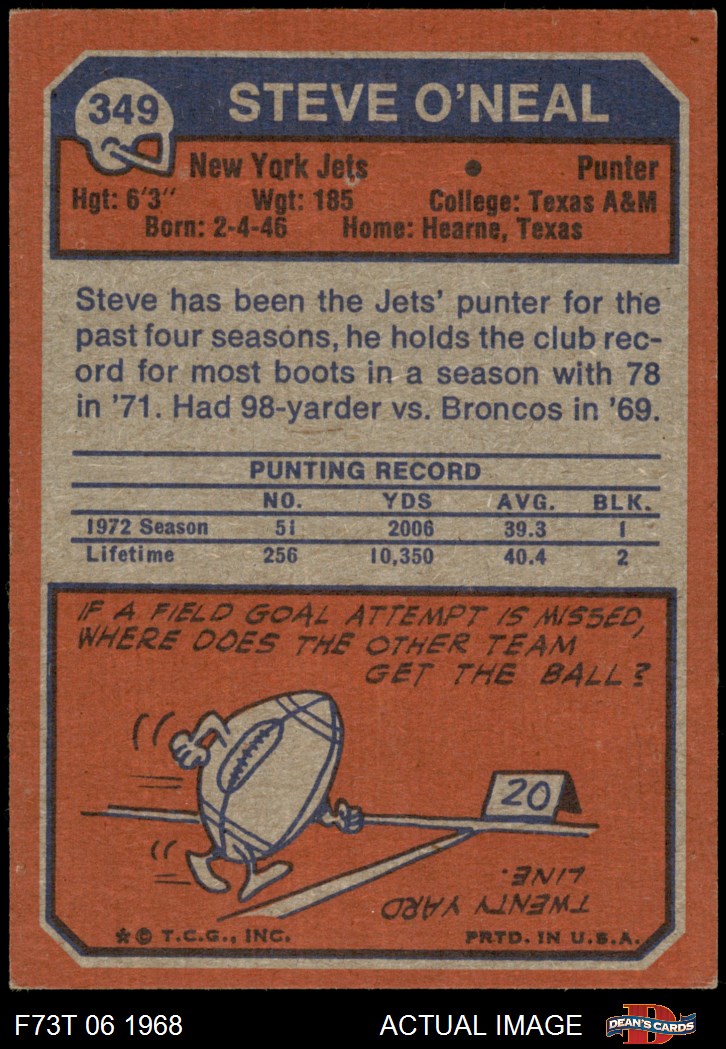 349
STEVE O'NEAL
New York Jets • Punter
Hgt: 6'3" Wgt: 185 College: Texas A&M
Born: 2-4-46 Home: Hearne, Texas
Steve has been the Jets' punter for the
past four seasons, he holds the club rec-
ord for most boots in a season with 78
in '71. Had 98-yarder vs. Broncos in '69.
PUNTING RECORD
NO. YDS AVG. BLK.
1972 Season 51 2006 39.3 1
Lifetime 256 10,350 40.4 2
IF A FIELD GOAL ATTEMPT IS MISSED,
WHERE DOES THE OTHER TEAM
GET THE BALL?
20
TWENTY YARD
LINE.
*© T.C.G., INC. PRTD. IN U.S.A.
F73T 06 1968 ACTUAL IMAGE
D
DEAN'S CARDS